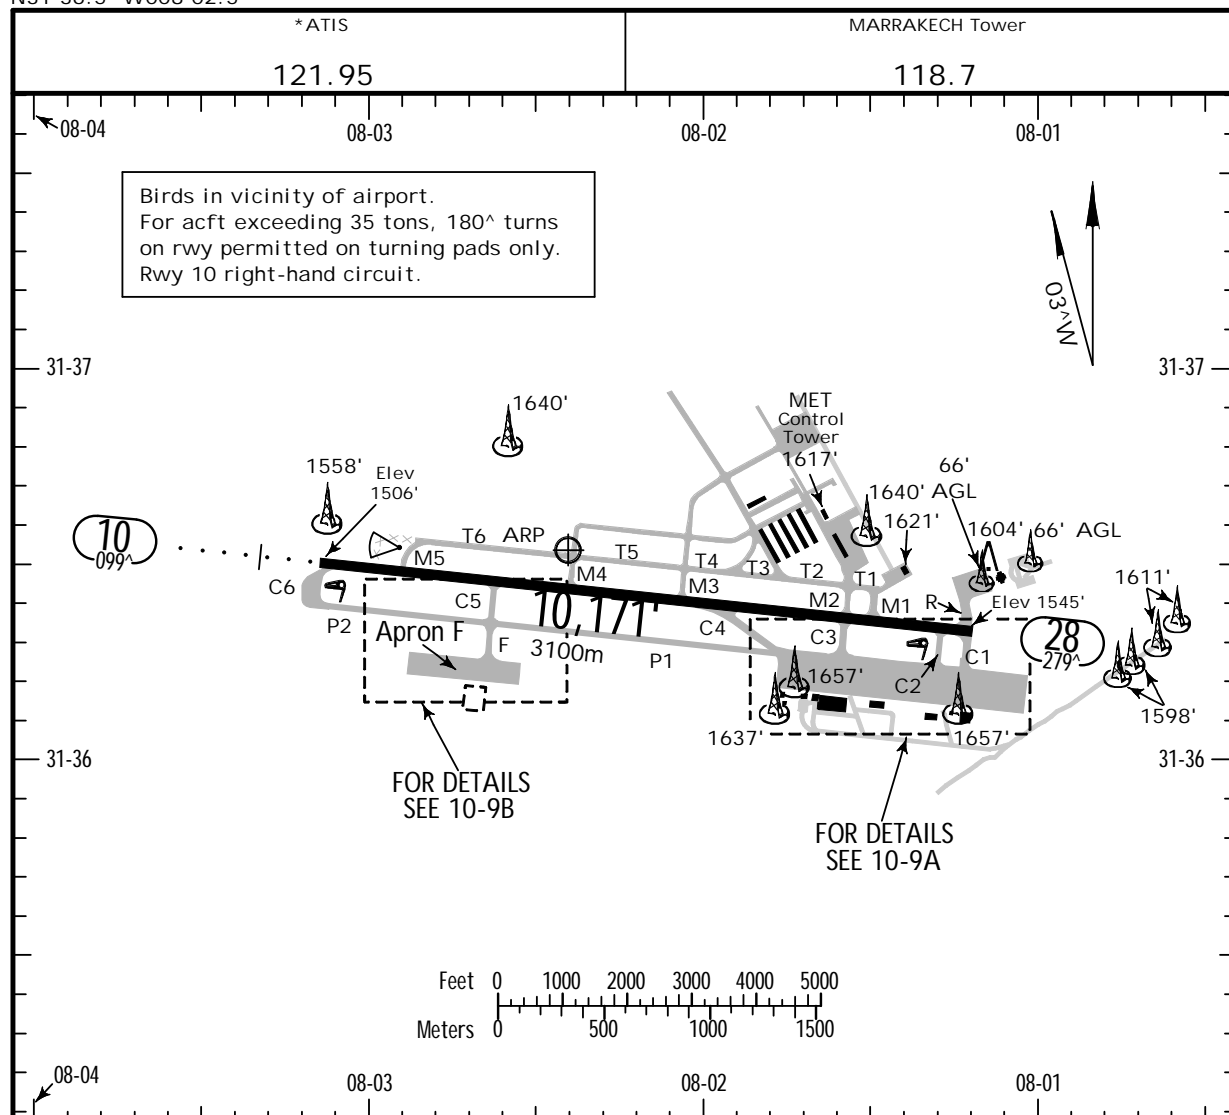 *ATIS
121.95
MARRAKECH Tower
118.7
08-04
08-03
08-02
08-01
Birds in vicinity of airport.
For acft exceeding 35 tons, 180^ turns
on rwy permitted on turning pads only.
Rwy 10 right-hand circuit.
03^W
31-37
31-37
1640'
MET
Control
Tower
1617'
1558'
Elev
1506'
66'
AGL
1640'
1621'
1604'
66' AGL
1611'
10
099^
T6
ARP
T5
T4
T3
T2
T1
M5
M4
M3
M2
M1
R
Elev 1545'
C6
C5
10,171'
C4
C3
28
279^
P2
Apron F
F
3100m
P1
C2
C1
1657'
1598'
1637'
1657'
31-36
31-36
FOR DETAILS
SEE 10-9B
FOR DETAILS
SEE 10-9A
Feet 0 1000 2000 3000 4000 5000
Meters 0 500 1000 1500
08-04
08-03
08-02
08-01